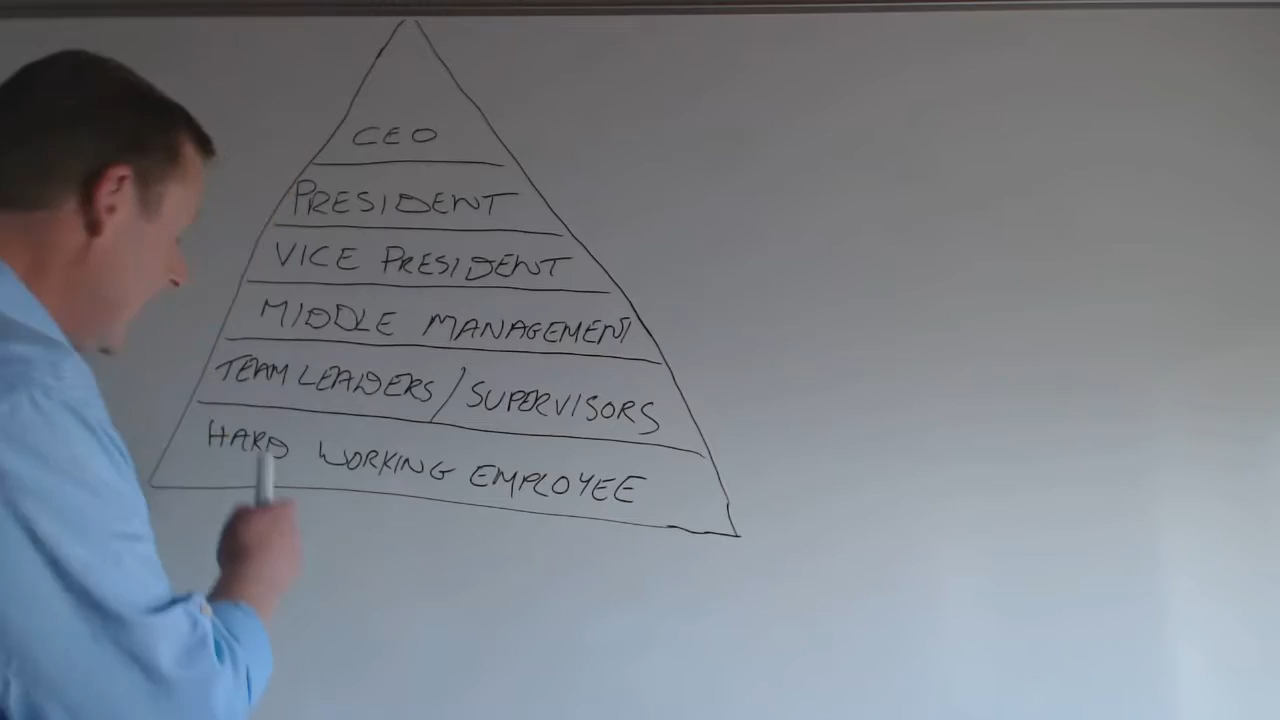 CEO
PRESIDENT
VICE PRESIDENT
MIDDLE MANAGEMENT
TEAM LEADERS / SUPERVISORS
HARD WORKING EMPLOYEE